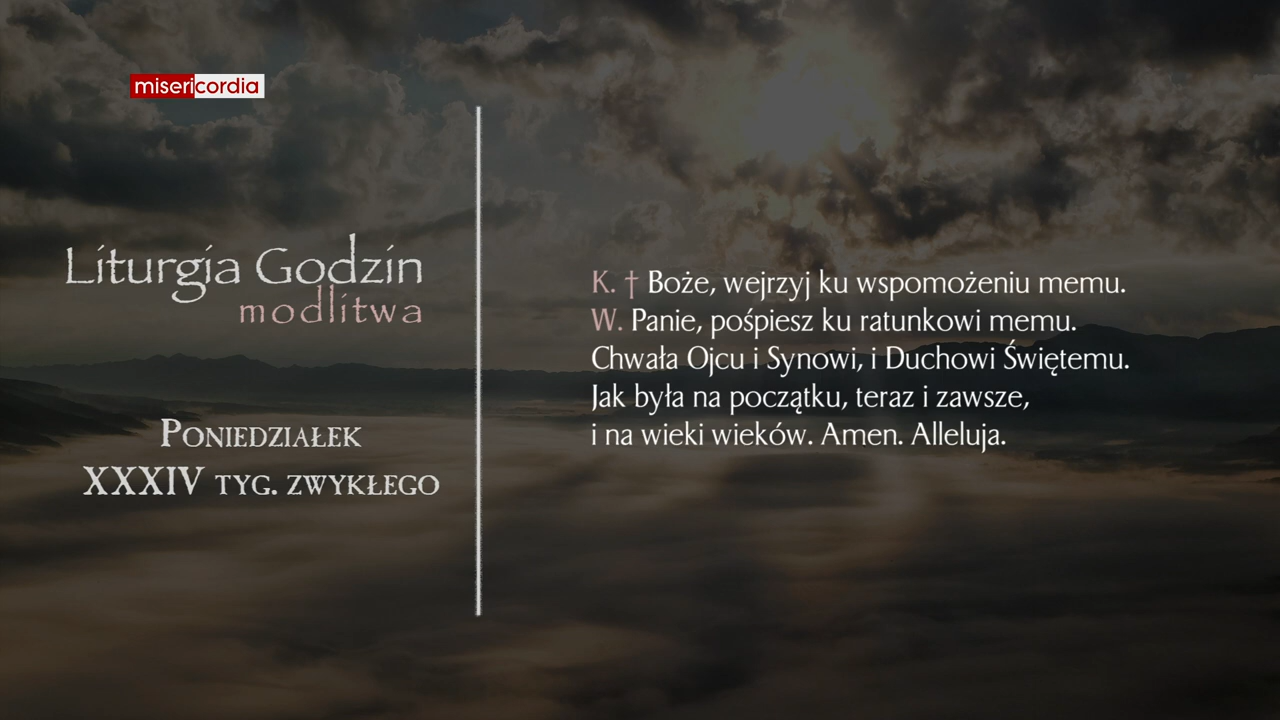 misericordia
Liturgia Godzin
modlitwa
Poniedziałek
XXXIV tyg. zwykłego
K. † Boże, wejrzyj ku wspomożeniu memu.
W. Panie, pośpiesz ku ratunkowi memu.
Chwała Ojcu i Synowi, i Duchowi Świętemu.
Jak była na początku, teraz i zawsze,
i na wieki wieków. Amen. Alleluja.